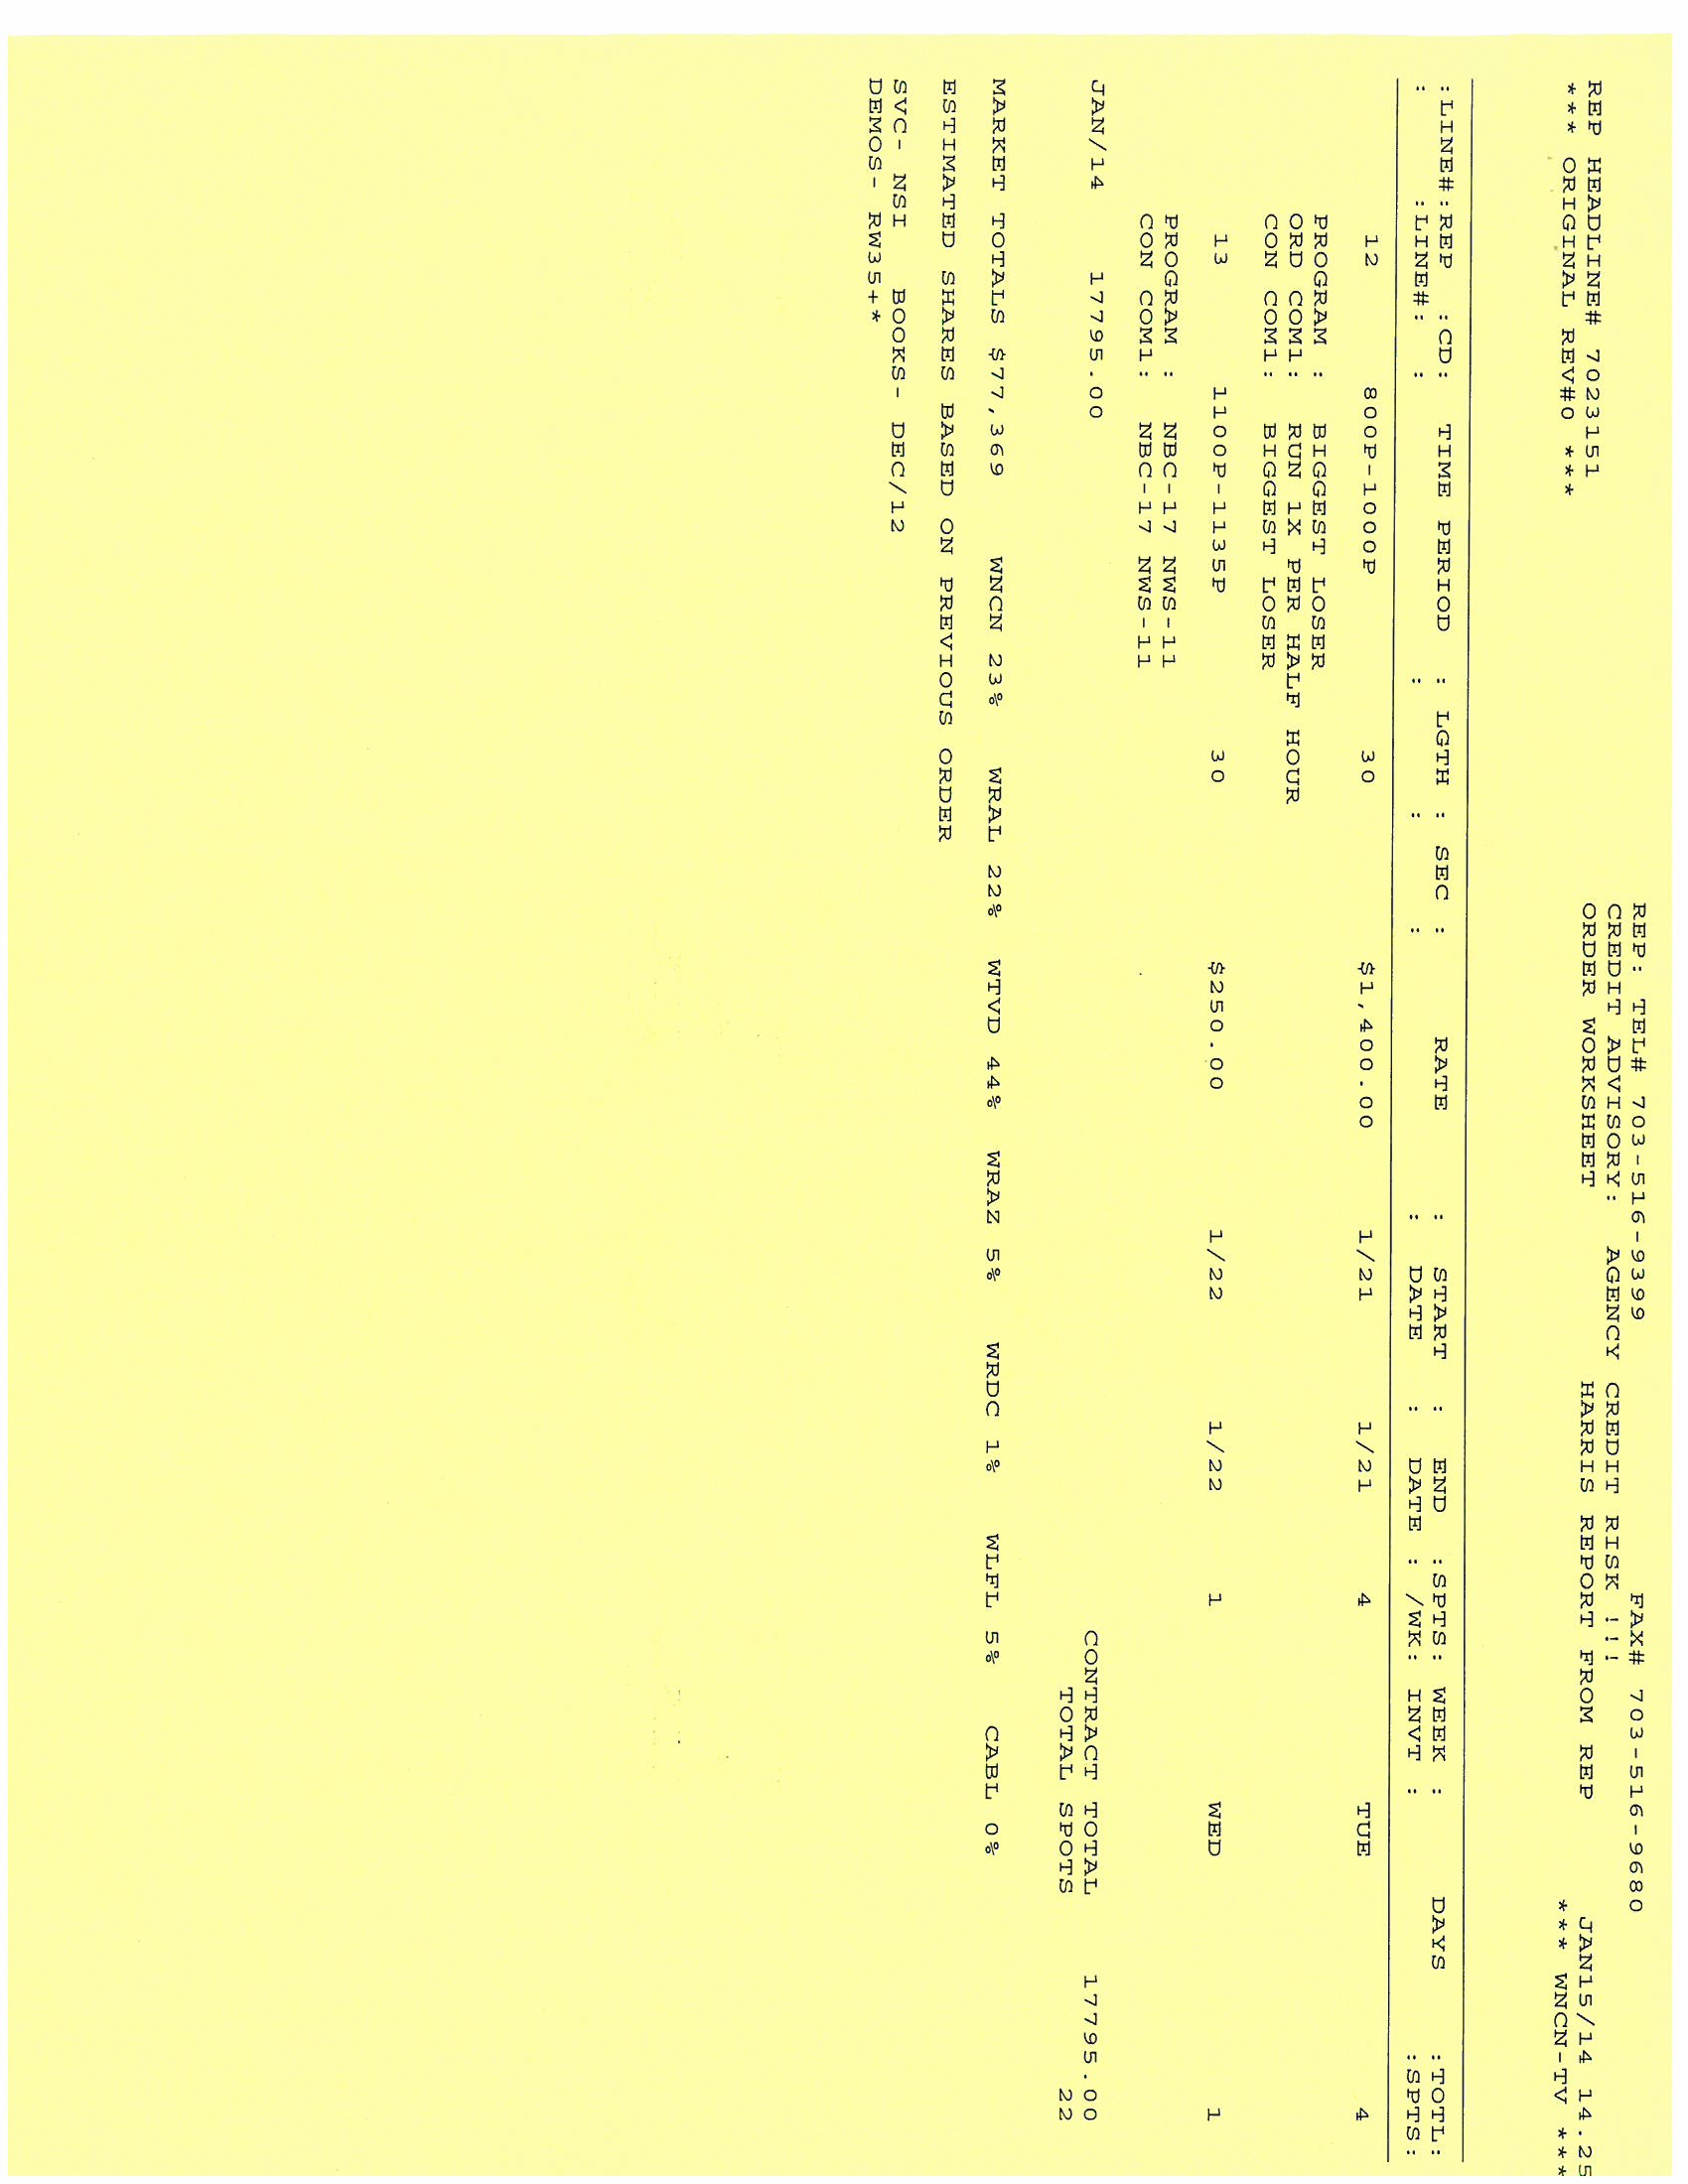 REP: TEL# 703-516-9399 FAX# 703-516-9680
CREDIT ADVISORY: AGENCY CREDIT RISK !!!
REP HEADLINE# 7023151 ORDER WORKSHEET HARRIS REPORT FROM REP JAN15/14 14.25
*** ORIGINAL REV#0 *** *** WNCN-TV ***
:LINE#:REP :CD: TIME PERIOD : LGTH : SEC : RATE : START : END :SPTS: WEEK : DAYS :TOTL:
: :LINE#: : : : : : DATE : DATE : /WK: INVT : :SPTS:
12 800P-1000P 30 $1,400.00 1/21 1/21 4 TUE 4
PROGRAM : BIGGEST LOSER
ORD COM1: RUN 1X PER HALF HOUR
CON COM1: BIGGEST LOSER
13 1100P-1135P 30 $250.00 1/22 1/22 1 WED 1
PROGRAM : NBC-17 NWS-11
CON COM1: NBC-17 NWS-11
JAN/14 17795.00 CONTRACT TOTAL 17795.00
TOTAL SPOTS 22
MARKET TOTALS $77,369 WNCN 23% WRAL 22% WTVD 44% WRAZ 5% WRDC 1% WLFL 5% CABL 0%
ESTIMATED SHARES BASED ON PREVIOUS ORDER
SVC- NSI BOOKS- DEC/12
DEMOS- RW35+*